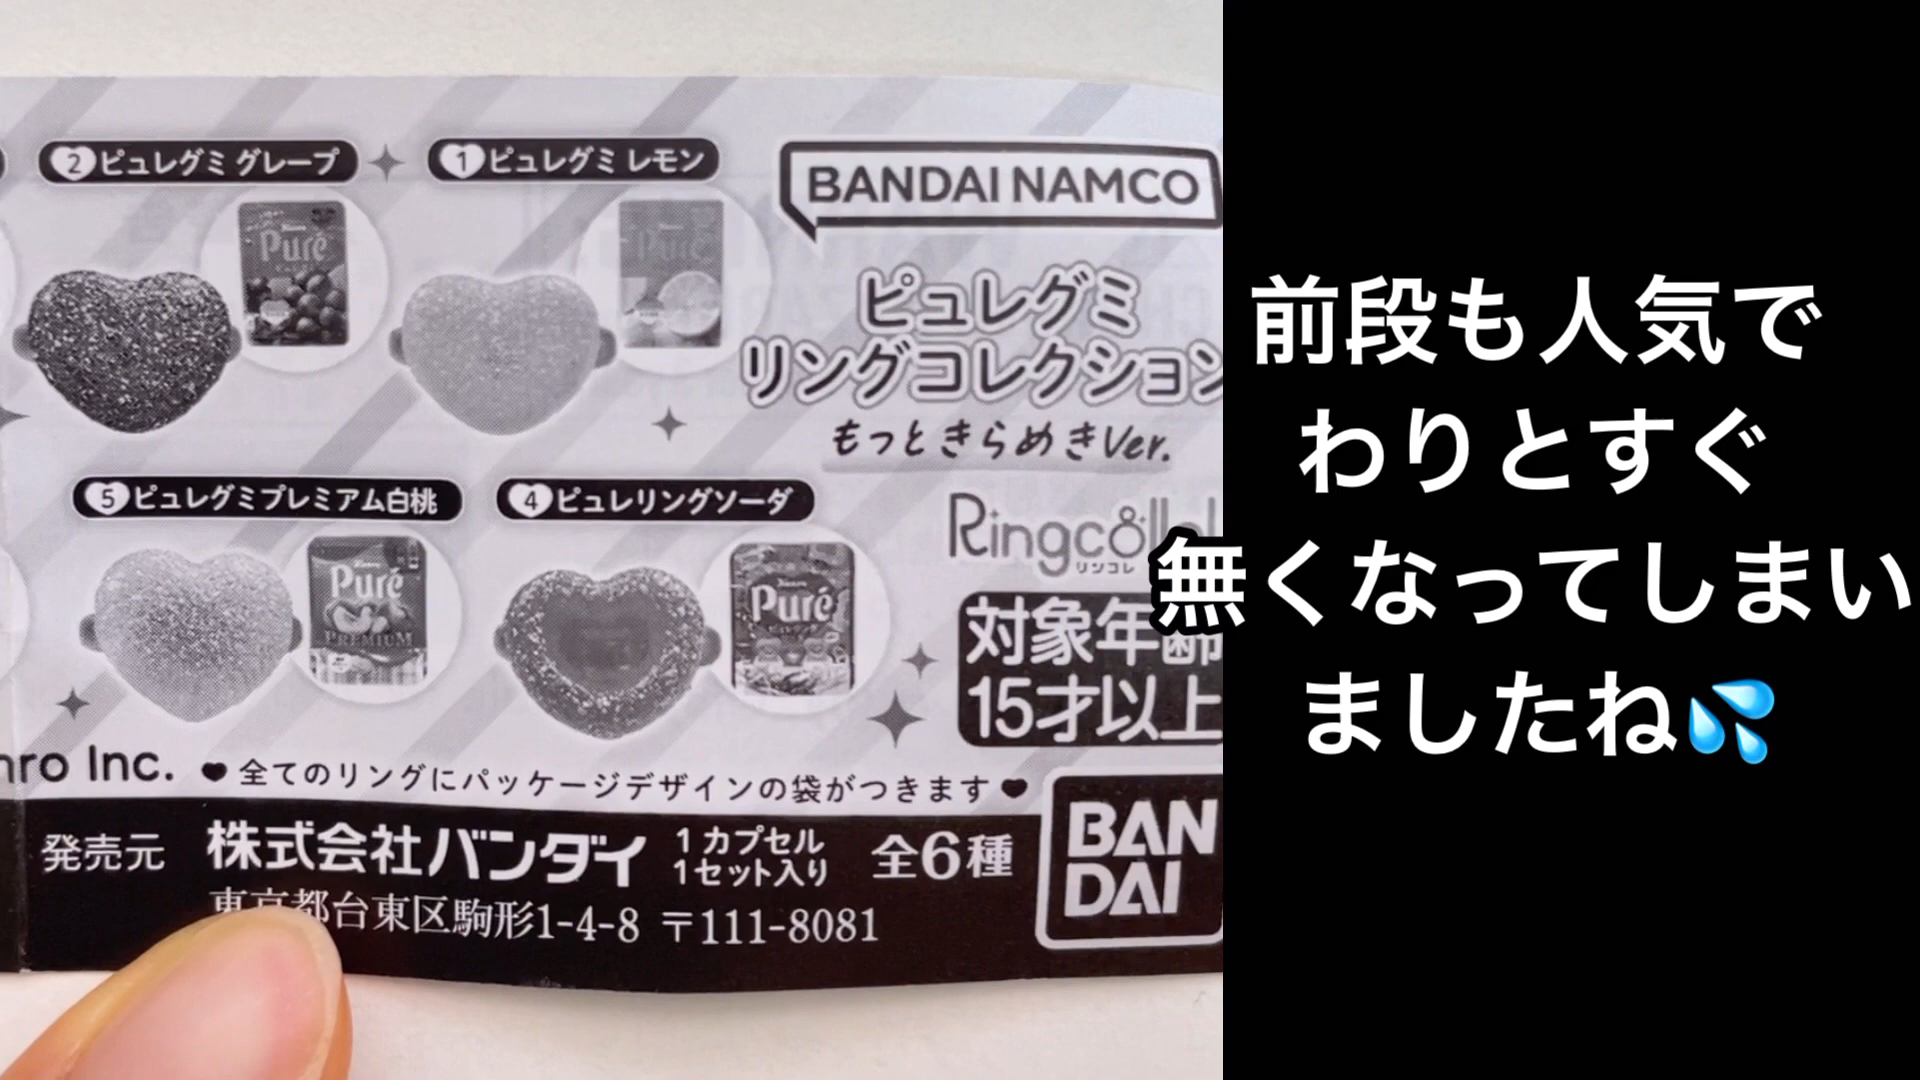 ②ピュレグミ グレープ
①ピュレグミ レモン
BANDAI NAMCO
Puré
Puré
ピュレグミ
リングコレクション
もっときらめきVer.
⑤ピュレグミプレミアム白桃
④ピュレリングソーダ
Puré
PREMIUM
Puré
リンコレ
対象年齢
15才以上
nro Inc.
♥全てのリングにパッケージデザインの袋がつきます♥
発売元 株式会社バンダイ
1カプセル
1セット入り
全6種
東京都台東区駒形1-4-8 〒111-8081
BAN
DAI
前段も人気で
わりとすぐ
無くなってしまい
ましたね💦